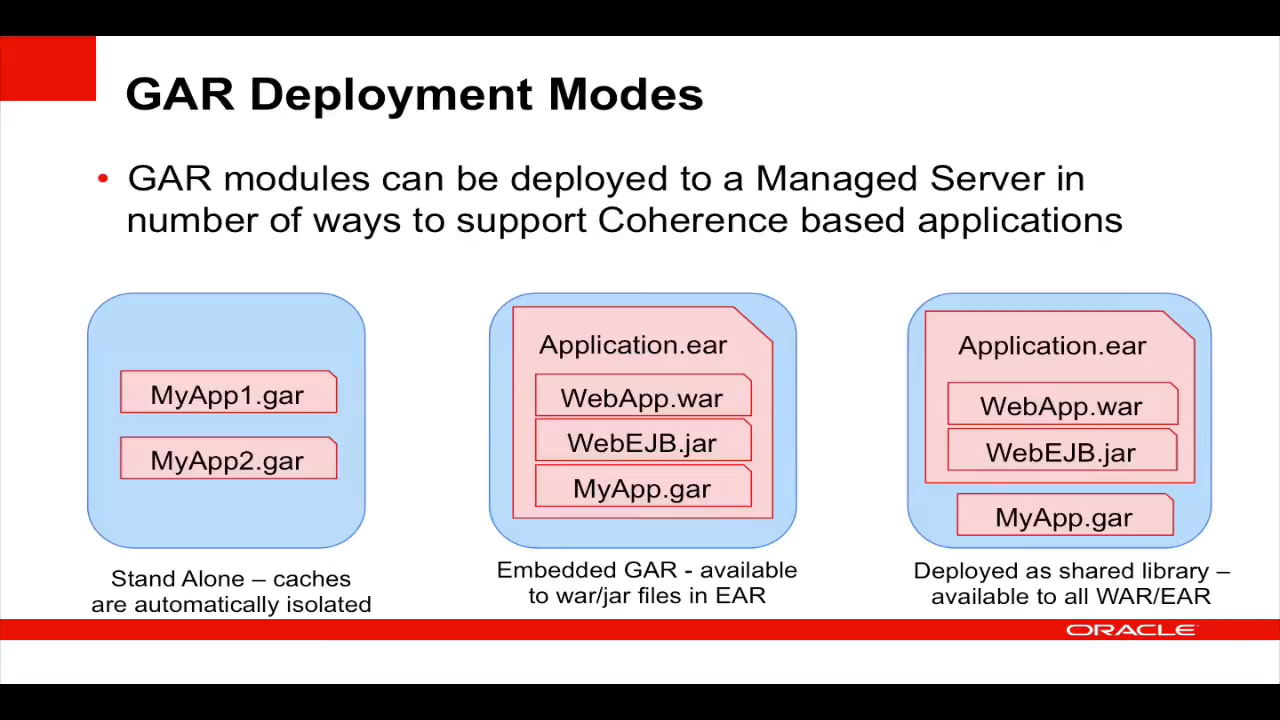 GAR Deployment Modes
• GAR modules can be deployed to a Managed Server in
number of ways to support Coherence based applications
MyApp1.gar
MyApp2.gar
Stand Alone – caches
are automatically isolated
Application.ear
WebApp.war
WebEJB.jar
MyApp.gar
Embedded GAR - available
to war/jar files in EAR
Application.ear
WebApp.war
WebEJB.jar
MyApp.gar
Deployed as shared library –
available to all WAR/EAR
ORACLE